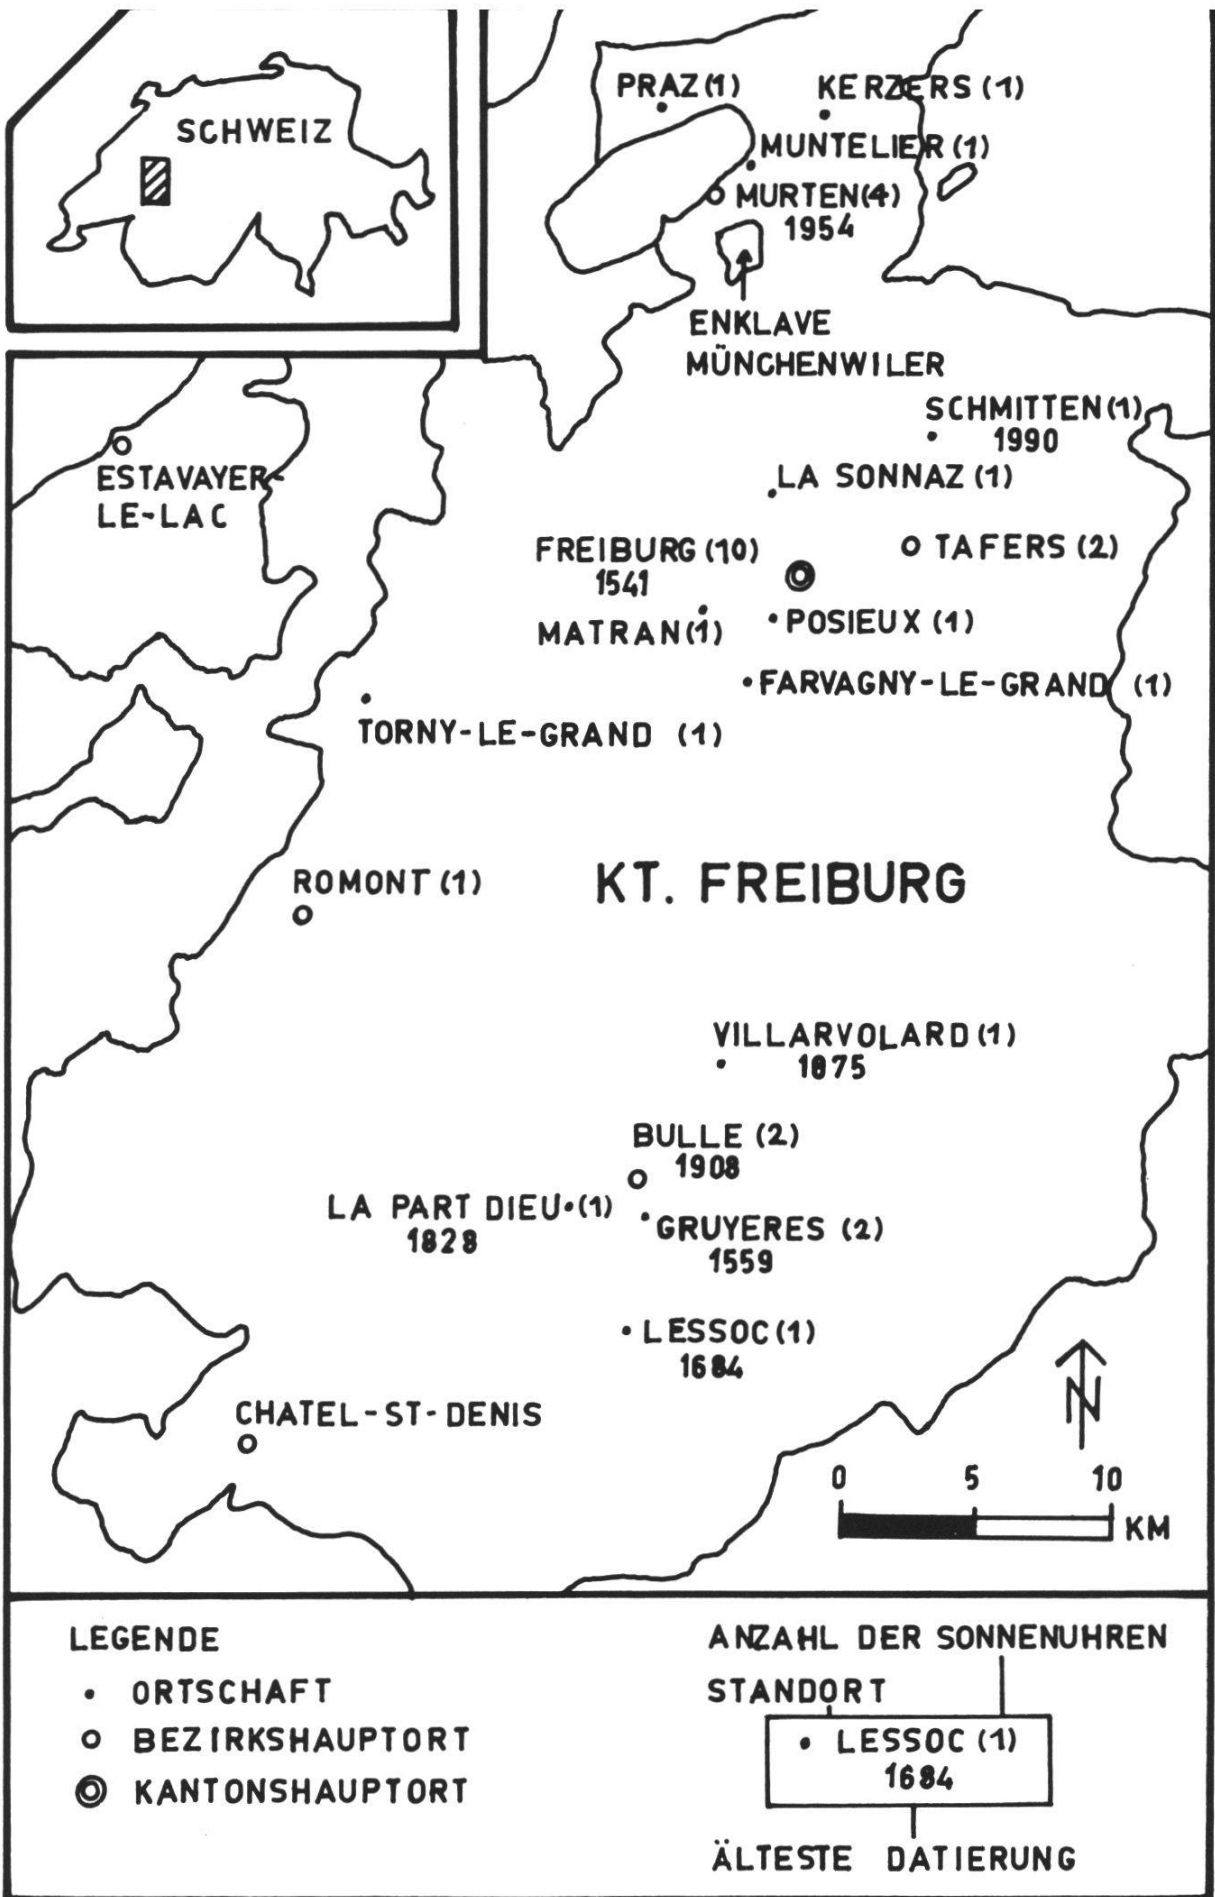 SCHWEIZ
PRAZ (1)
KERZERS (1)
MUNTELIER (1)
MURTEN (4)
1954
ENKLAVE
MÜNCHENWILER
SCHMITTEN (1)
1990
ESTAVAYER-
LE-LAC
LA SONNAZ (1)
FREIBURG (10)
1541
TAFERS (2)
MATRAN (1)
POSIEUX (1)
FARVAGNY-LE-GRAND (1)
TORNY-LE-GRAND (1)
ROMONT (1)
KT. FREIBURG
VILLARVOLARD (1)
1875
BULLE (2)
1908
LA PART DIEU (1)
1828
GRUYERES (2)
1559
LESSOC (1)
1684
CHATEL-ST-DENIS
N
0 5 10
KM
LEGENDE
ORTSCHAFT
BEZIRKSHAUPTORT
KANTONSHAUPTORT
ANZAHL DER SONNENUHREN
STANDORT
LESSOC (1)
1684
ÄLTESTE DATIERUNG